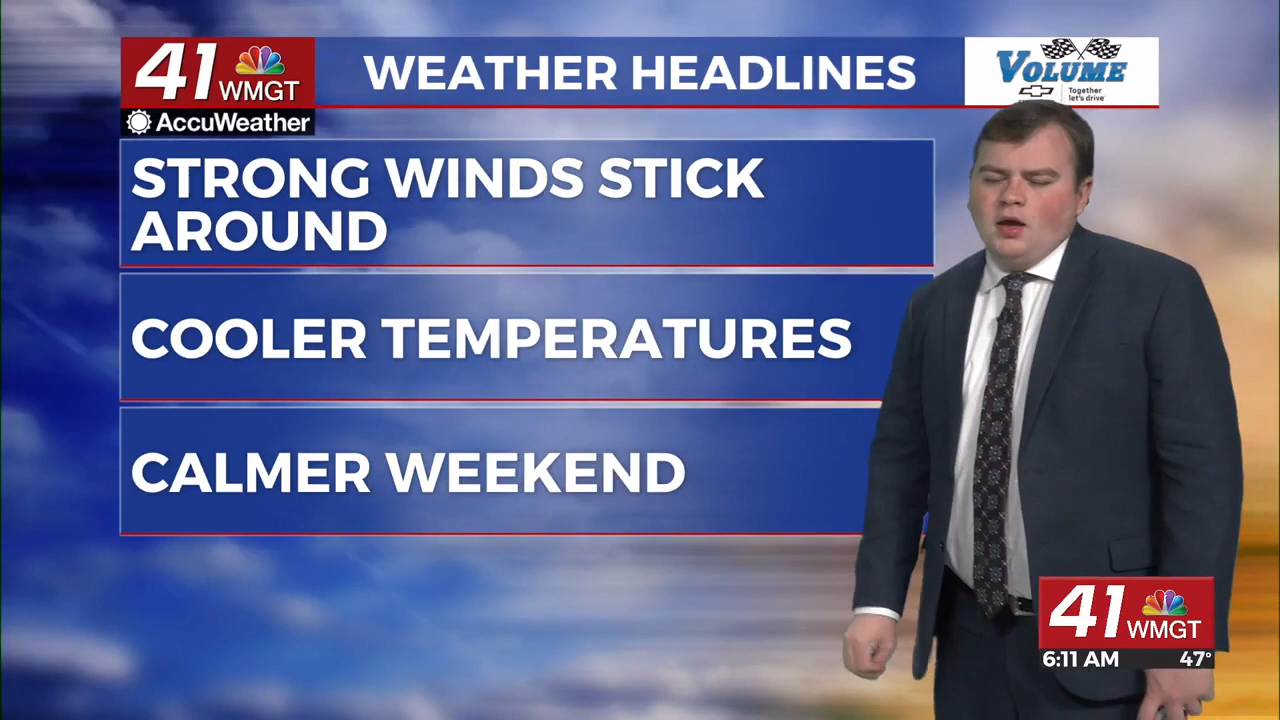 41 WMGT
WEATHER HEADLINES
VOLUME
Together
let's drive
AccuWeather
STRONG WINDS STICK
AROUND
COOLER TEMPERATURES
CALMER WEEKEND
41 WMGT
6:11 AM 47°